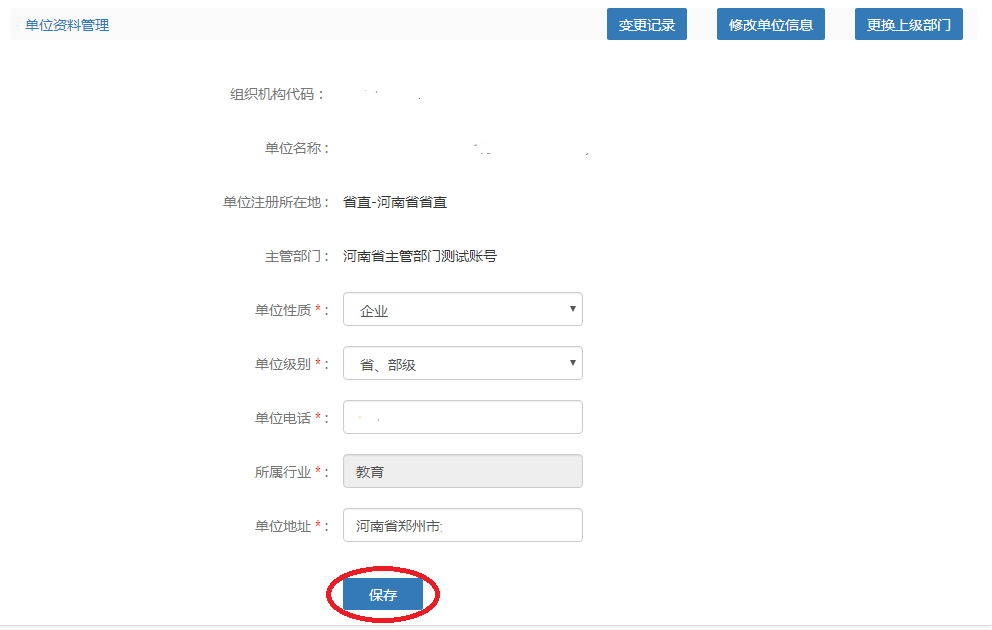 单位资料管理 变更记录 修改单位信息 更换上级部门
组织机构代码：
单位名称：
单位注册所在地： 省直-河南省省直
主管部门： 河南省主管部门测试账号
单位性质 *： 企业
单位级别 *： 省、部级
单位电话 *：
所属行业 *： 教育
单位地址 *： 河南省郑州市
保存